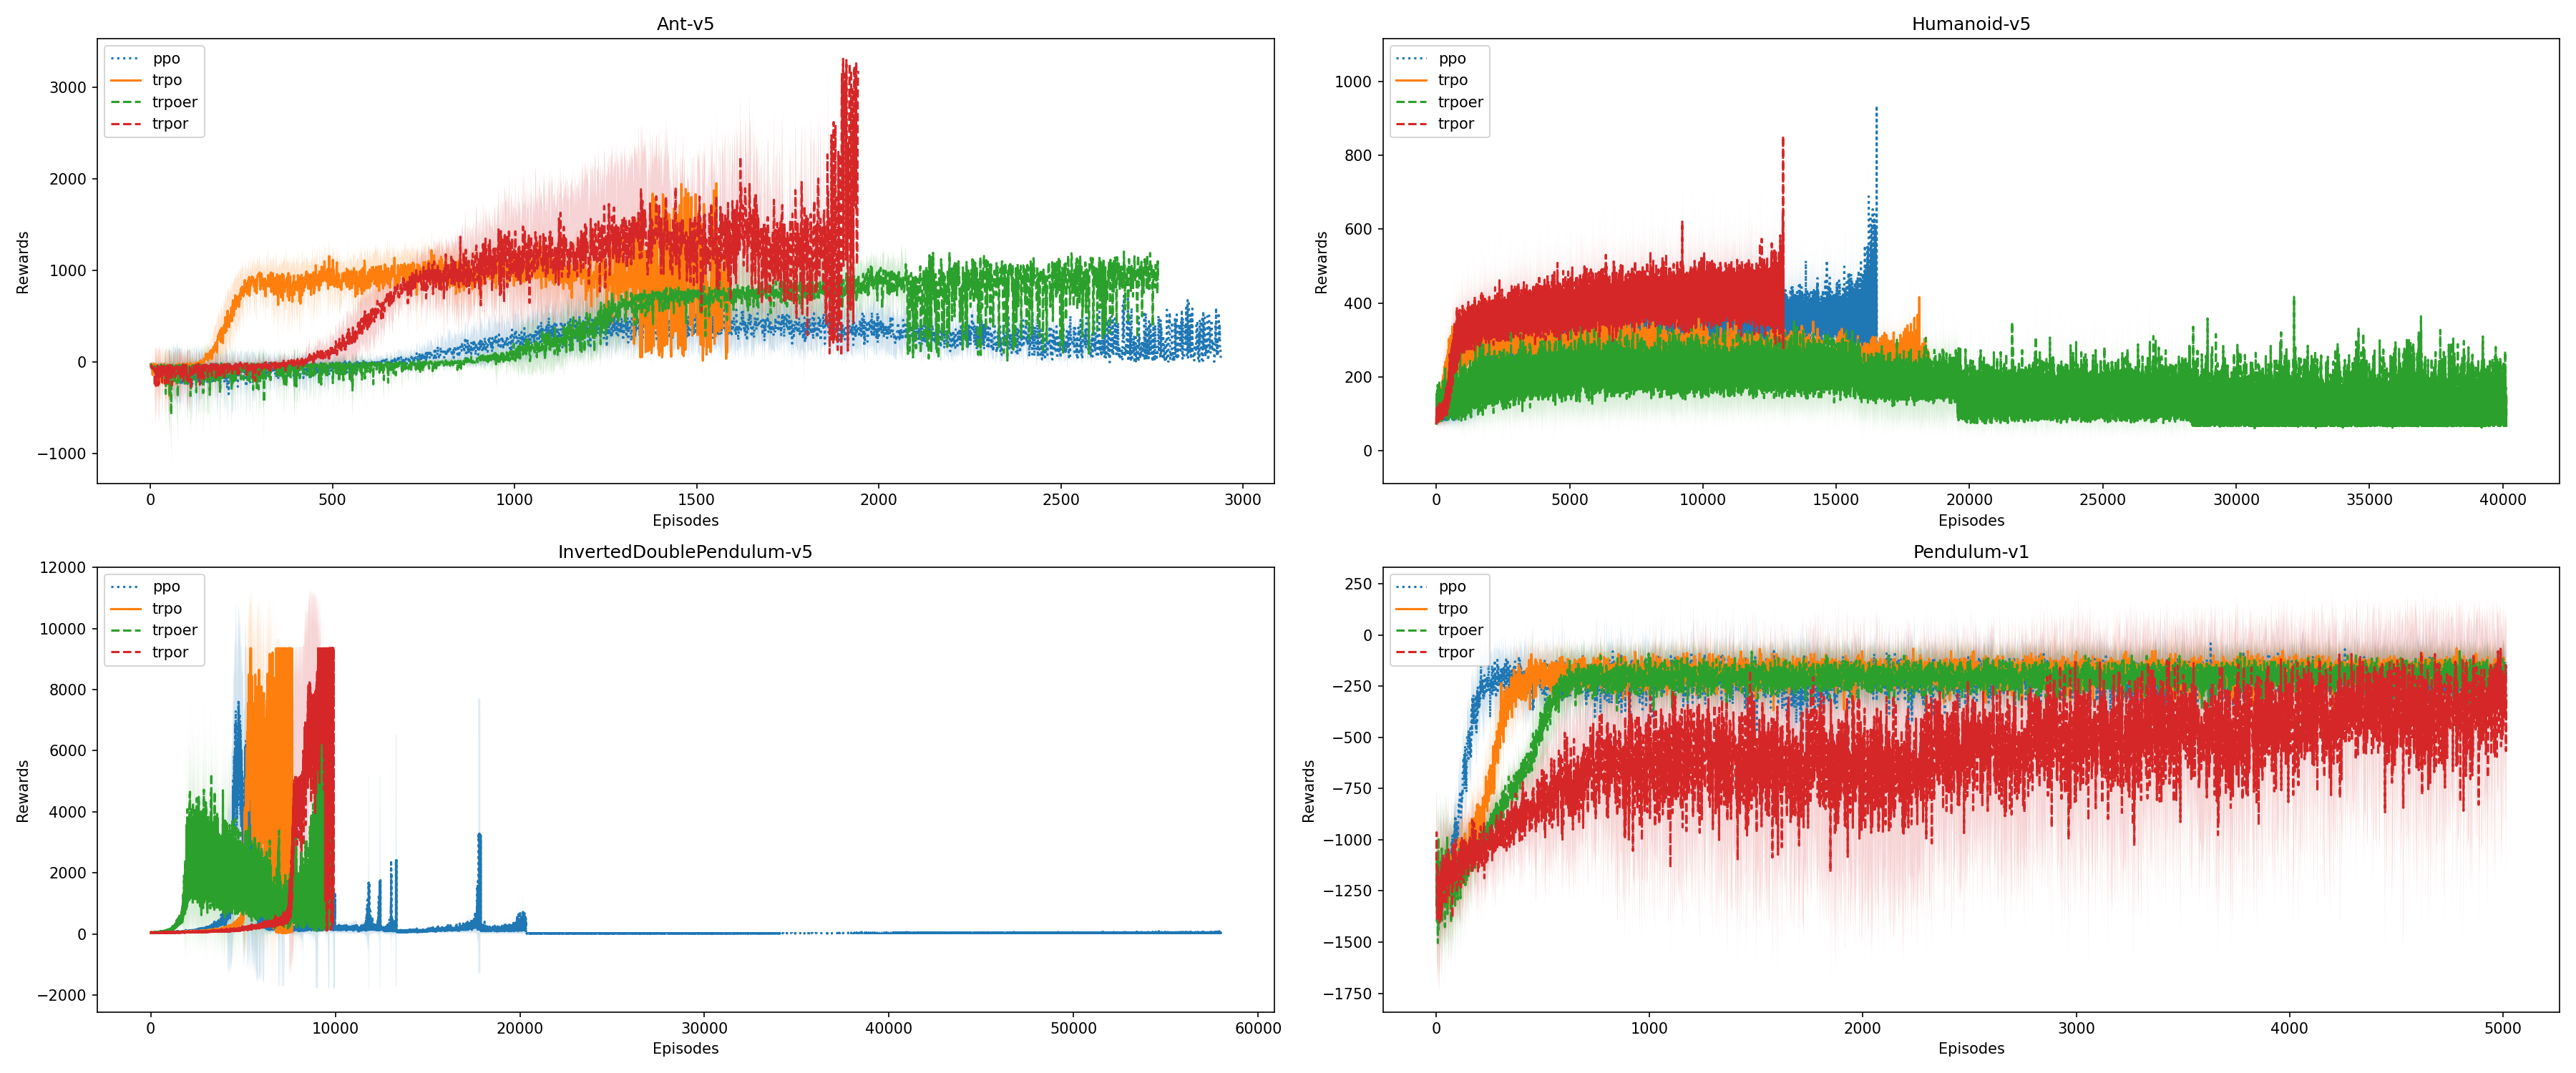 Ant-v5
ppo
trpo
trpoer
trpor
3000
2000
1000
0
−1000
Rewards
0 500 1000 1500 2000 2500 3000
Episodes
Humanoid-v5
ppo
trpo
trpoer
trpor
1000
800
600
400
200
0
Rewards
0 5000 10000 15000 20000 25000 30000 35000 40000
Episodes
InvertedDoublePendulum-v5
ppo
trpo
trpoer
trpor
12000
10000
8000
6000
4000
2000
0
−2000
Rewards
0 10000 20000 30000 40000 50000 60000
Episodes
Pendulum-v1
ppo
trpo
trpoer
trpor
250
0
−250
−500
−750
−1000
−1250
−1500
−1750
Rewards
0 1000 2000 3000 4000 5000
Episodes